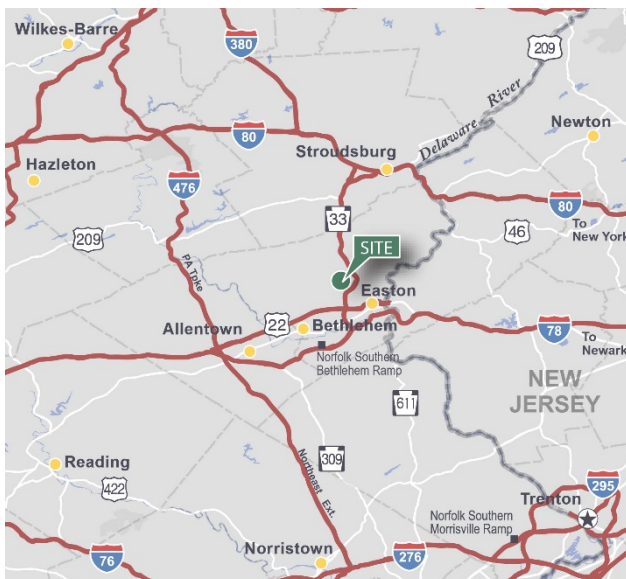 Wilkes-Barre
380
209
Delaware River
Newton
80
Stroudsburg
Hazleton
476
33
80
To
New York
46
209
SITE
PA Tpke
Easton
22
Bethlehem
Allentown
78
To
Newark
Norfolk Southern
Bethlehem Ramp
NEW
JERSEY
611
309
Reading
422
Northeast Ext.
295
Trenton
Norfolk Southern
Morrisville Ramp
76
Norristown
276